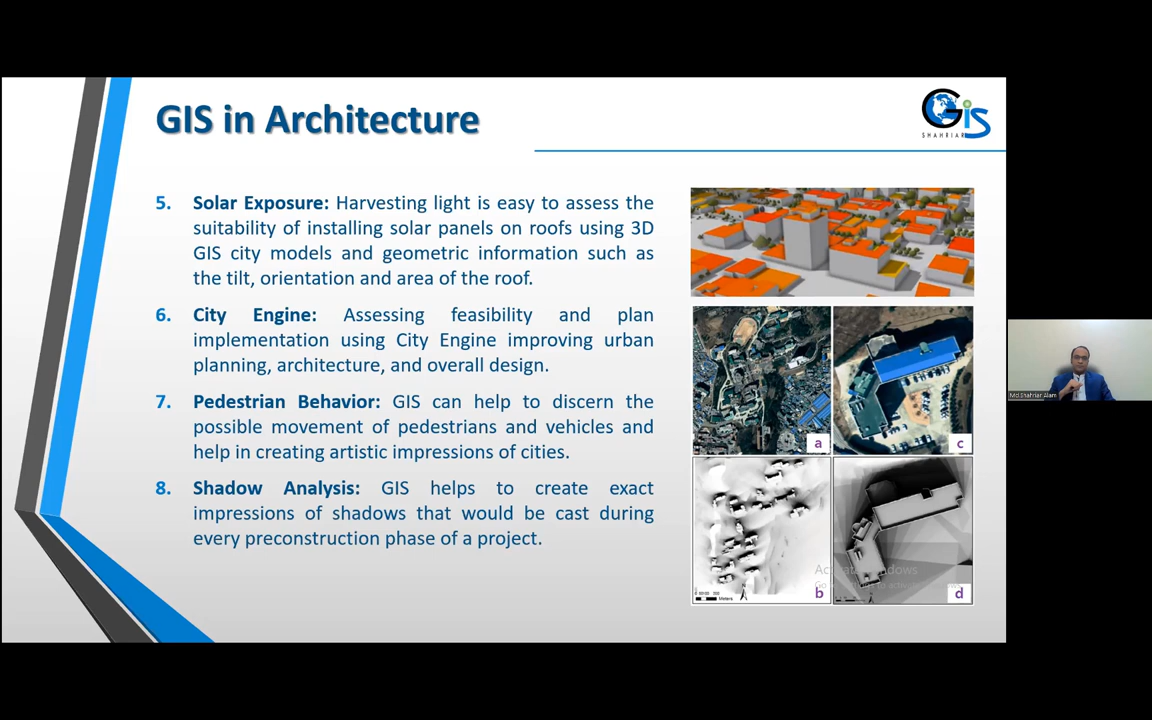 GIS in Architecture
GIS
SHAHRIAR
5. Solar Exposure: Harvesting light is easy to assess the
suitability of installing solar panels on roofs using 3D
GIS city models and geometric information such as
the tilt, orientation and area of the roof.
6. City Engine: Assessing feasibility and plan
implementation using City Engine improving urban
planning, architecture, and overall design.
7. Pedestrian Behavior: GIS can help to discern the
possible movement of pedestrians and vehicles and
help in creating artistic impressions of cities.
8. Shadow Analysis: GIS helps to create exact
impressions of shadows that would be cast during
every preconstruction phase of a project.
a
c
b
d
Meters
Activate Windows
Md Shahriar Alam